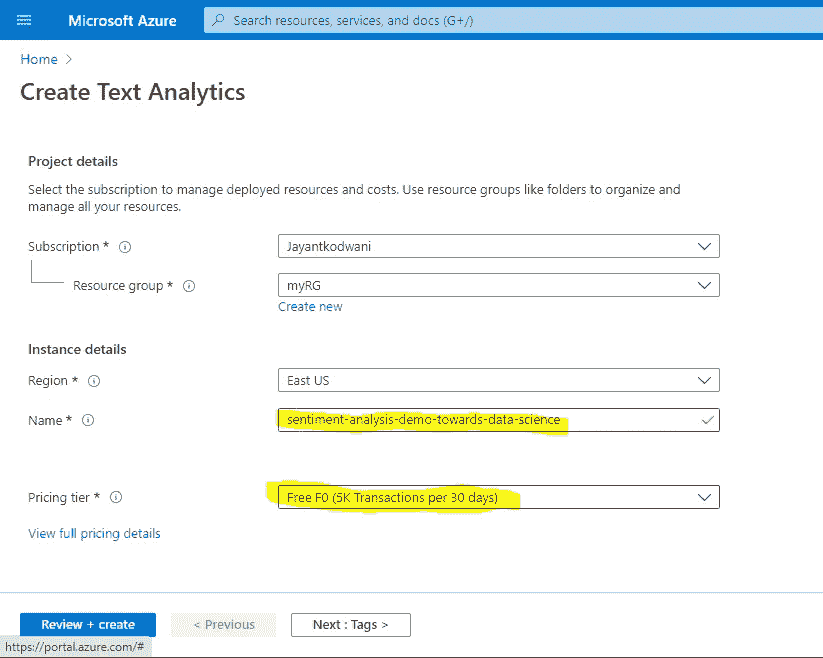 Microsoft Azure
Search resources, services, and docs (G+/)
Home >
Create Text Analytics
Project details
Select the subscription to manage deployed resources and costs. Use resource groups like folders to organize and
manage all your resources.
Subscription *
Jayantkodwani
Resource group *
myRG
Create new
Instance details
Region *
East US
Name *
sentiment-analysis-demo-towards-data-science
Pricing tier *
Free F0 (5K Transactions per 30 days)
View full pricing details
Review + create
< Previous
Next : Tags >
https://portal.azure.com/#